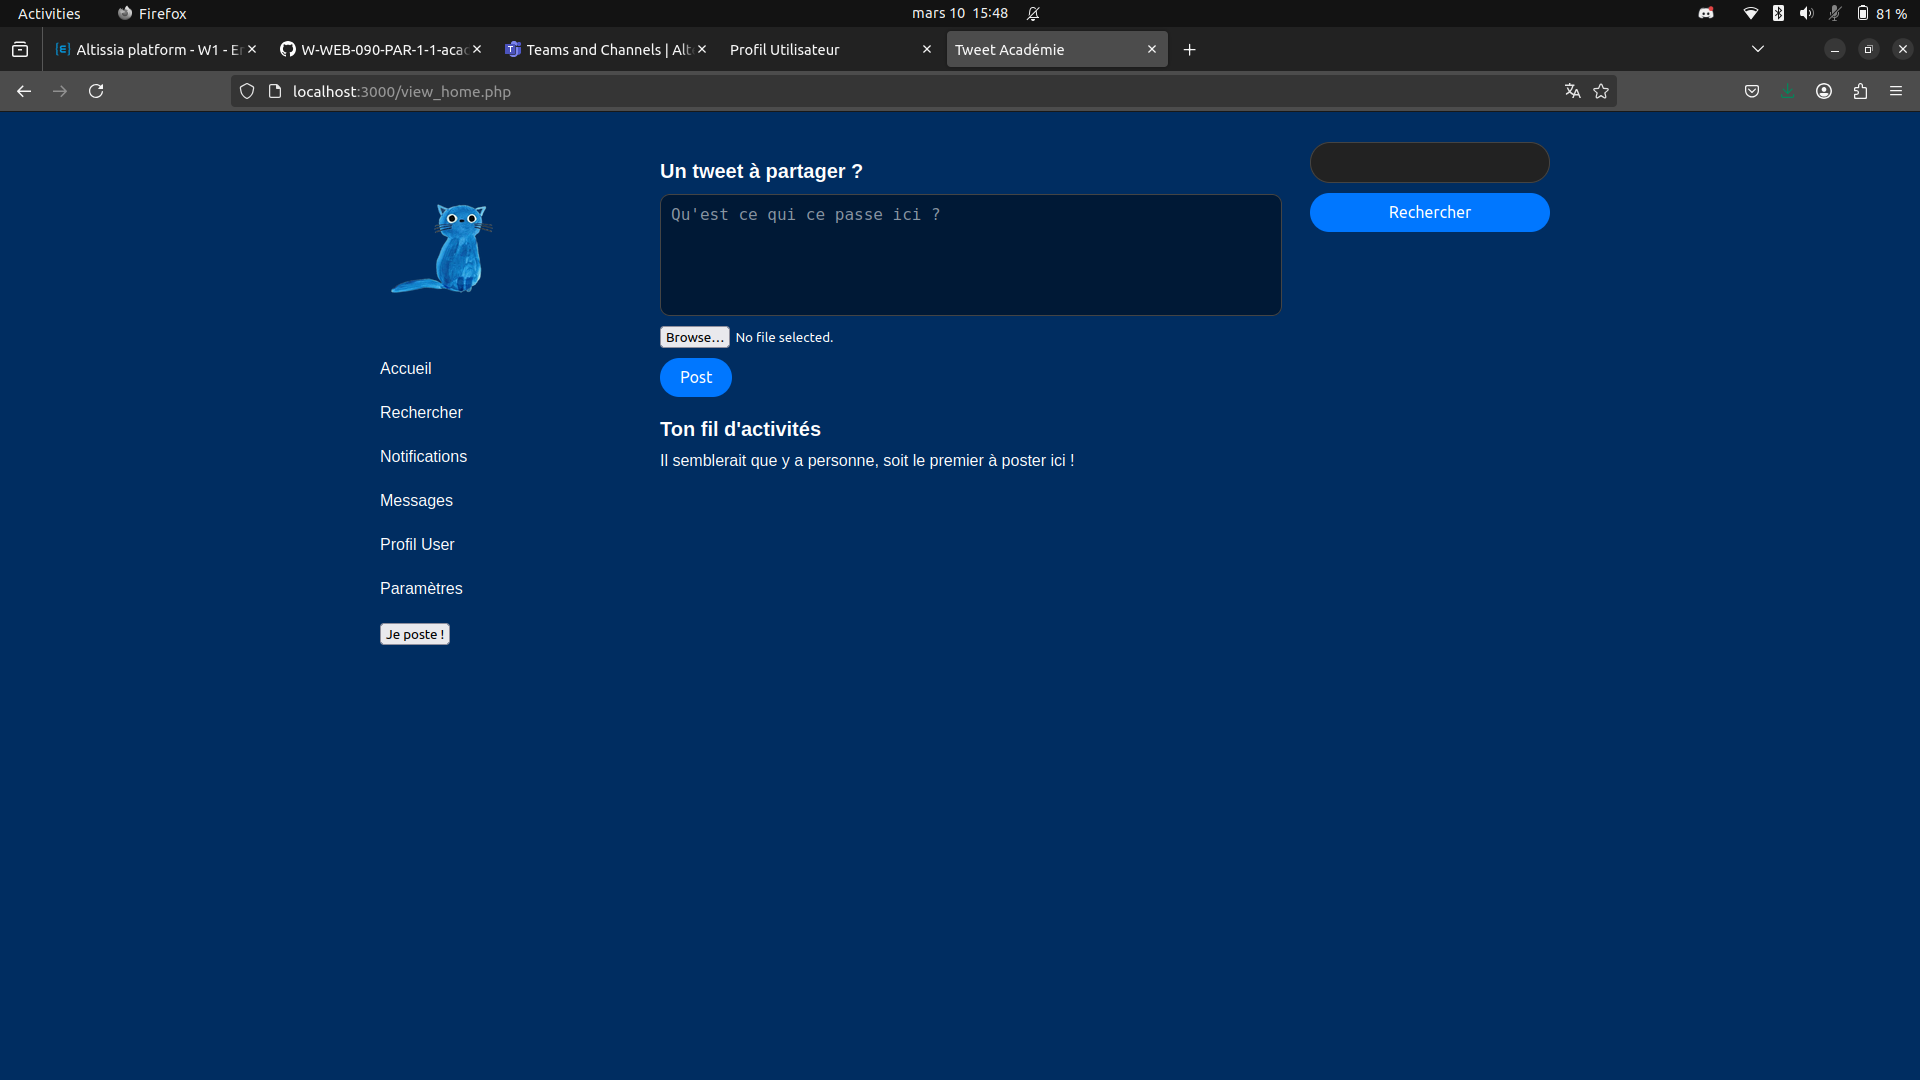 Activities Firefox mars 10 15:48 81 %
Altissia platform - W1 - Er W-WEB-090-PAR-1-1-acac Teams and Channels | Alt Profil Utilisateur Tweet Académie
localhost:3000/view_home.php
Un tweet à partager ?
Qu'est ce qui ce passe ici ?
Rechercher
Browse… No file selected.
Post
Accueil
Rechercher
Notifications
Messages
Profil User
Paramètres
Je poste !
Ton fil d'activités
Il semblerait que y a personne, soit le premier à poster ici !